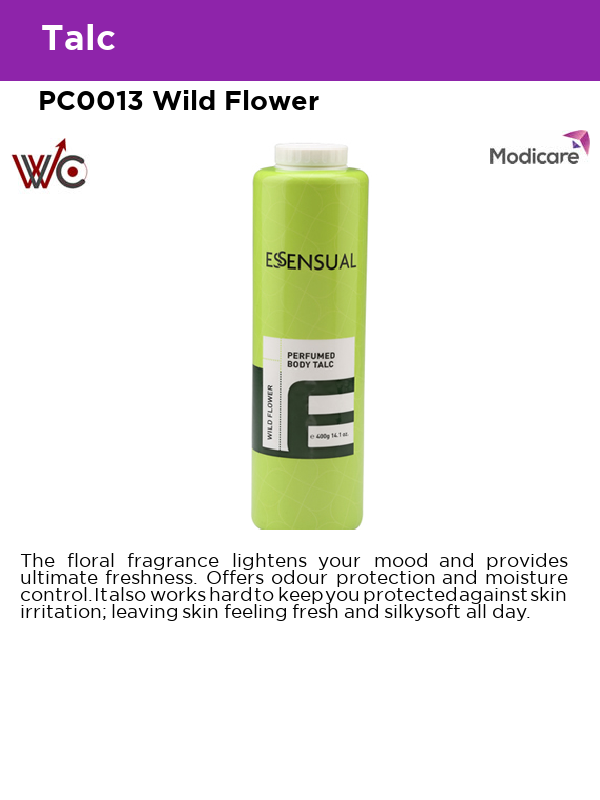 Talc
PC0013 Wild Flower
WC
Modicare
ESSENSUAL
PERFUMED
BODY TALC
WILD FLOWER
e 400g 14.1 oz.
The floral fragrance lightens your mood and provides
ultimate freshness. Offers odour protection and moisture
control. It also works hard to keep you protected against skin
irritation; leaving skin feeling fresh and silkysoft all day.